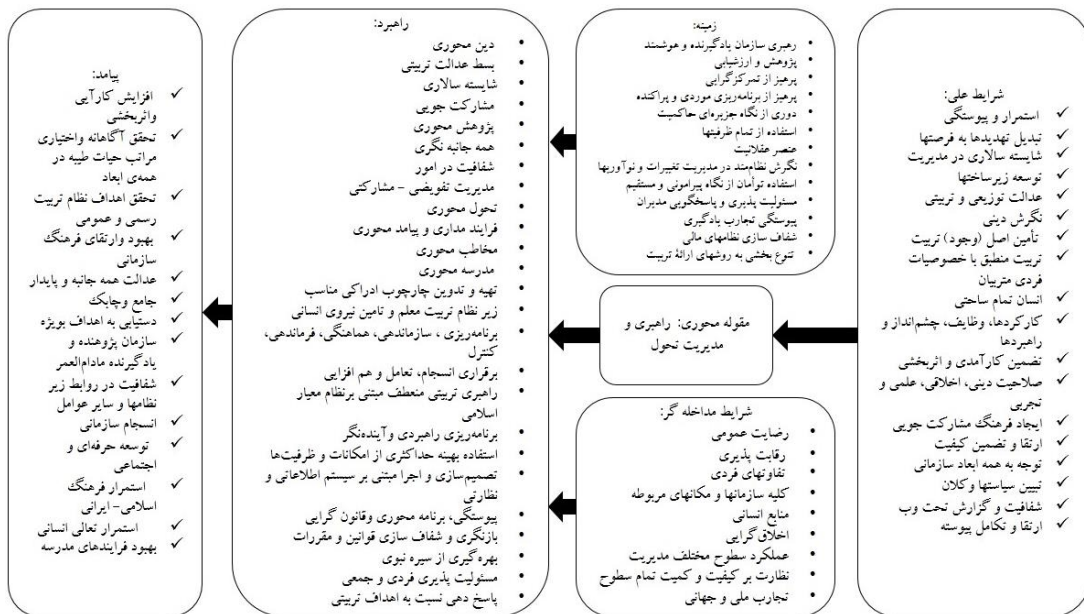 شرایط علی:
استمرار و پیوستگی
تبدیل تهدیدها به فرصتها
شایسته سالاری در مدیریت
توسعه زیرساختها
عدالت توزیعی و تربیتی
نگرش دینی
تأمین اصل (وجود) تربیت
تربیت منطبق با خصوصیات
فردی متربیان
انسان تمام ساحتی
کارکردها، وظایف، چشم‌انداز و
راهبردها
تضمین کارآمدی و اثربخشی
صلاحیت دینی، اخلاقی، علمی و
تجربی
ایجاد فرهنگ مشارکت جویی
ارتقا و تضمین کیفیت
توجه به همه ابعاد سازمانی
تبیین سیاستها وکلان
شفافیت و گزارش تحت وب
ارتقا و تکامل پیوسته
زمینه:
رهبری سازمان یادگیرنده و هوشمند
پژوهش و ارزشیابی
پرهیز از تمرکزگرایی
پرهیز از برنامه‌ریزی موردی و پراکنده
دوری از نگاه جزیره‌ای حاکمیت
استفاده از تمام ظرفیتها
عنصر عقلانیت
نگرش نظام‌مند در مدیریت تغییرات و نوآوریها
استفاده توأمان از نگاه پیرامونی و مستقیم
مسئولیت پذیری و پاسخگویی مدیران
پیوستگی تجارب یادگیری
شفاف سازی نظامهای مالی
تنوع بخشی به روشهای ارائۀ تربیت
مقوله محوری: راهبری و
مدیریت تحول
شرایط مداخله گر:
رضایت عمومی
رقابت پذیری
تفاوتهای فردی
کلیه سازمانها و مکانهای مربوطه
منابع انسانی
اخلاق‌گرایی
عملکرد سطوح مختلف مدیریت
نظارت بر کیفیت و کمیت تمام سطوح
تجارب ملی و جهانی
راهبرد:
دین محوری
بسط عدالت تربیتی
شایسته سالاری
مشارکت جویی
پژوهش محوری
همه جانبه نگری
شفافیت در امور
مدیریت تفویضی - مشارکتی
تحول محوری
فرایند مداری و پیامد محوری
مخاطب محوری
مدرسه محوری
تهیه و تدوین چارچوب ادراکی مناسب
زیر نظام تربیت معلم و تامین نیروی انسانی
برنامه‌ریزی ، سازماندهی، هماهنگی، فرماندهی،
کنترل
برقراری انسجام، تعامل و هم افزایی
راهبری تربیتی منعطف مبتنی برنظام معیار
اسلامی
برنامه‌ریزی راهبردی وآینده‌نگر
استفاده بهینه حداکثری از امکانات و ظرفیت‌ها
تصمیم‌سازی و اجرا مبتنی بر سیستم اطلاعاتی و
نظارتی
پیوستگی، برنامه محوری وقانون گرایی
بازنگری و شفاف سازی قوانین و مقررات
بهره‌گیری از سیره نبوی
مسئولیت پذیری فردی و جمعی
پاسخ دهی نسبت به اهداف تربیتی
پیامد:
افزایش کارآیی
واثربخشی
تحقق آگاهانه واختیاری
مراتب حیات طیبه در
همه‌ی ابعاد
تحقق اهداف نظام تربیت
رسمی و عمومی
بهبود وارتقای فرهنگ
سازمانی
عدالت همه جانبه و پایدار
جامع وچابک
دستیابی به اهداف بویژه
سازمان پژوهنده و
یادگیرنده مادام‌العمر
شفافیت در روابط زیر
نظامها و سایر عوامل
انسجام سازمانی
توسعه حرفه‌ای و
اجتماعی
استمرار فرهنگ
اسلامی- ایرانی
استمرار تعالی انسانی
بهبود فرایندهای مدرسه